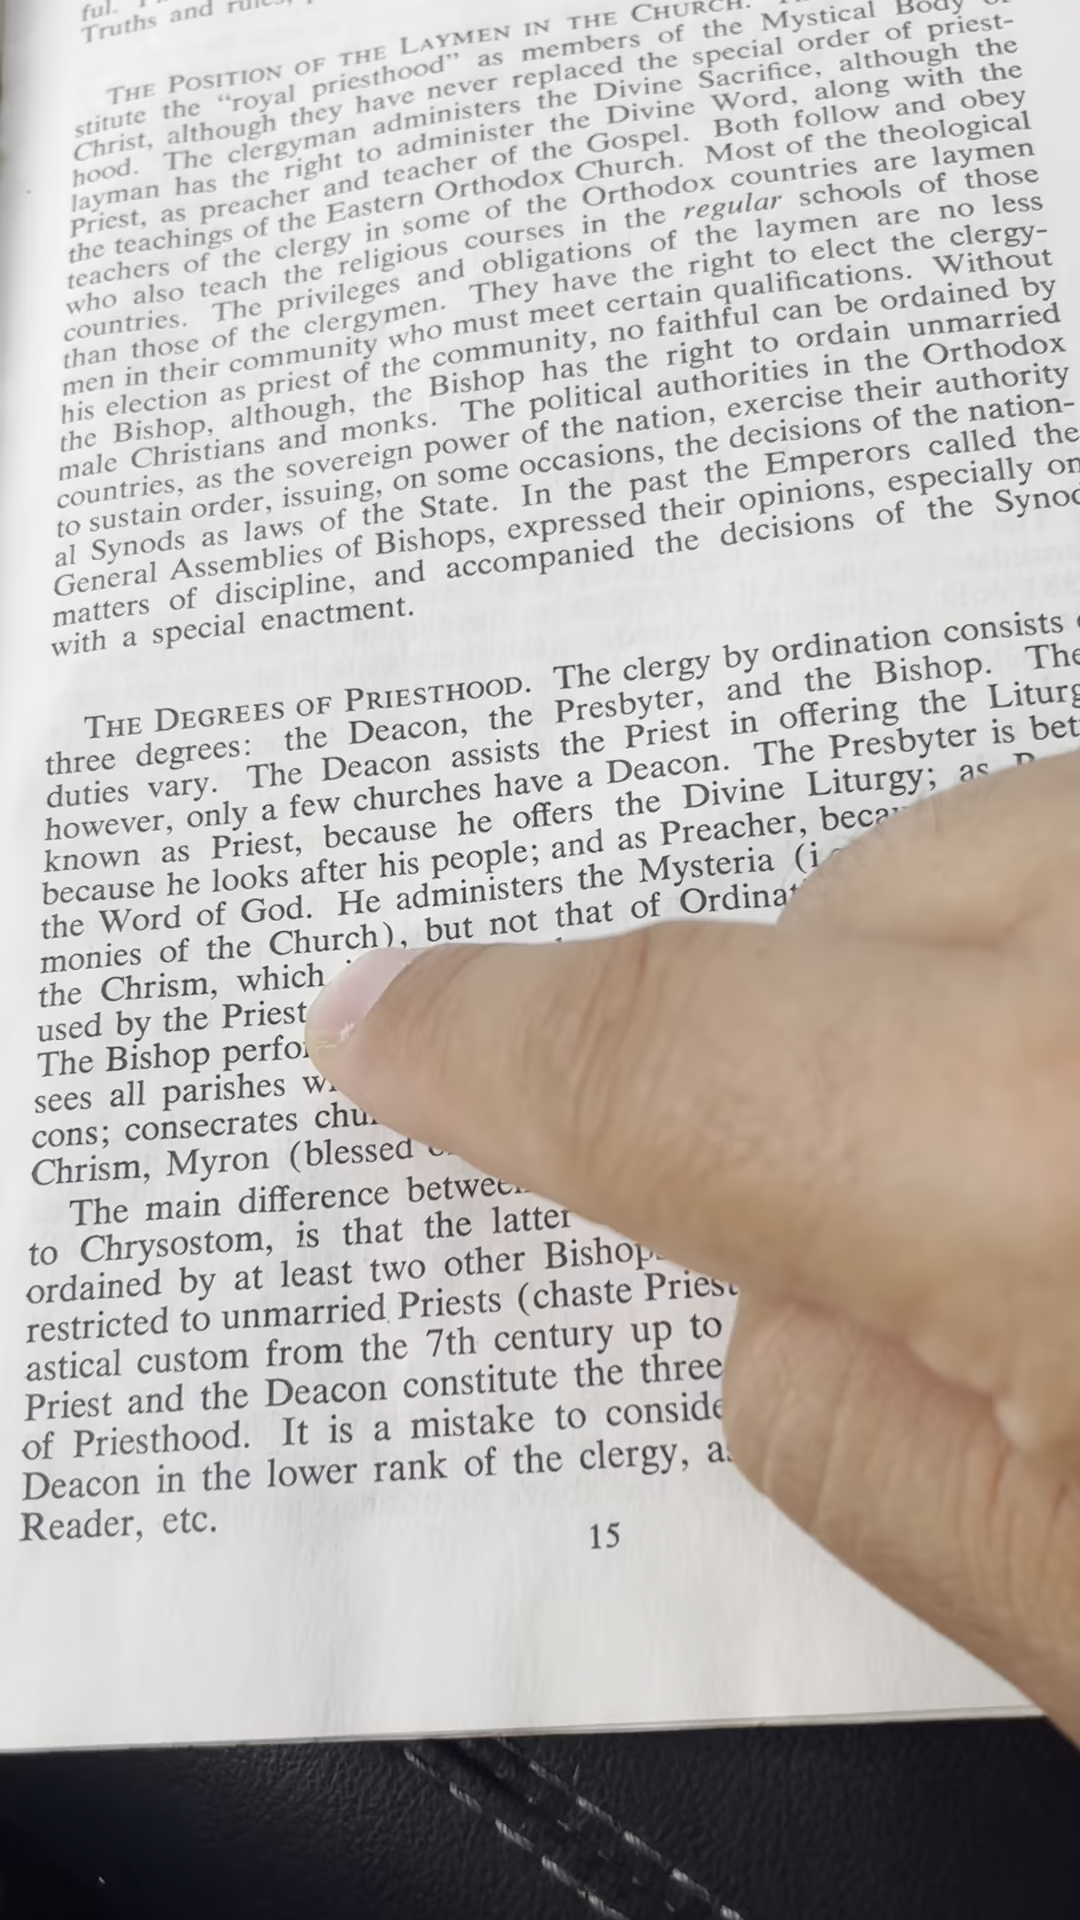 ful.
Truths and rules,
THE POSITION OF THE LAYMEN IN THE CHURCH.
stitute the "royal priesthood" as members of the Mystical Body of
Christ, although they have never replaced the special order of priest-
hood. The clergyman administers the Divine Sacrifice, although the
layman has the right to administer the Divine Word, along with the
Priest, as preacher and teacher of the Gospel. Both follow and obey
the teachings of the Eastern Orthodox Church. Most of the theological
teachers of the clergy in some of the Orthodox countries are laymen
who also teach the religious courses in the regular schools of those
countries. The privileges and obligations of the laymen are no less
than those of the clergymen. They have the right to elect the clergy-
men in their community who must meet certain qualifications. Without
his election as priest of the community, no faithful can be ordained by
the Bishop, although, the Bishop has the right to ordain unmarried
male Christians and monks. The political authorities in the Orthodox
countries, as the sovereign power of the nation, exercise their authority
to sustain order, issuing, on some occasions, the decisions of the nation-
al Synods as laws of the State. In the past the Emperors called the
General Assemblies of Bishops, expressed their opinions, especially on
matters of discipline, and accompanied the decisions of the Synod
with a special enactment.
THE DEGREES OF PRIESTHOOD. The clergy by ordination consists
three degrees: the Deacon, the Presbyter, and the Bishop. The
duties vary. The Deacon assists the Priest in offering the Liturg
however, only a few churches have a Deacon. The Presbyter is bet
known as Priest, because he offers the Divine Liturgy; as
because he looks after his people; and as Preacher, beca
the Word of God. He administers the Mysteria (i.
monies of the Church), but not that of Ordinat
the Chrism, which
used by the Priest
The Bishop perfo
sees all parishes w
cons; consecrates chu
Chrism, Myron (blessed
The main difference between
to Chrysostom, is that the latter
ordained by at least two other Bishop
restricted to unmarried Priests (chaste Priest
astical custom from the 7th century up to
Priest and the Deacon constitute the three
of Priesthood. It is a mistake to conside
Deacon in the lower rank of the clergy, a
Reader, etc.
15